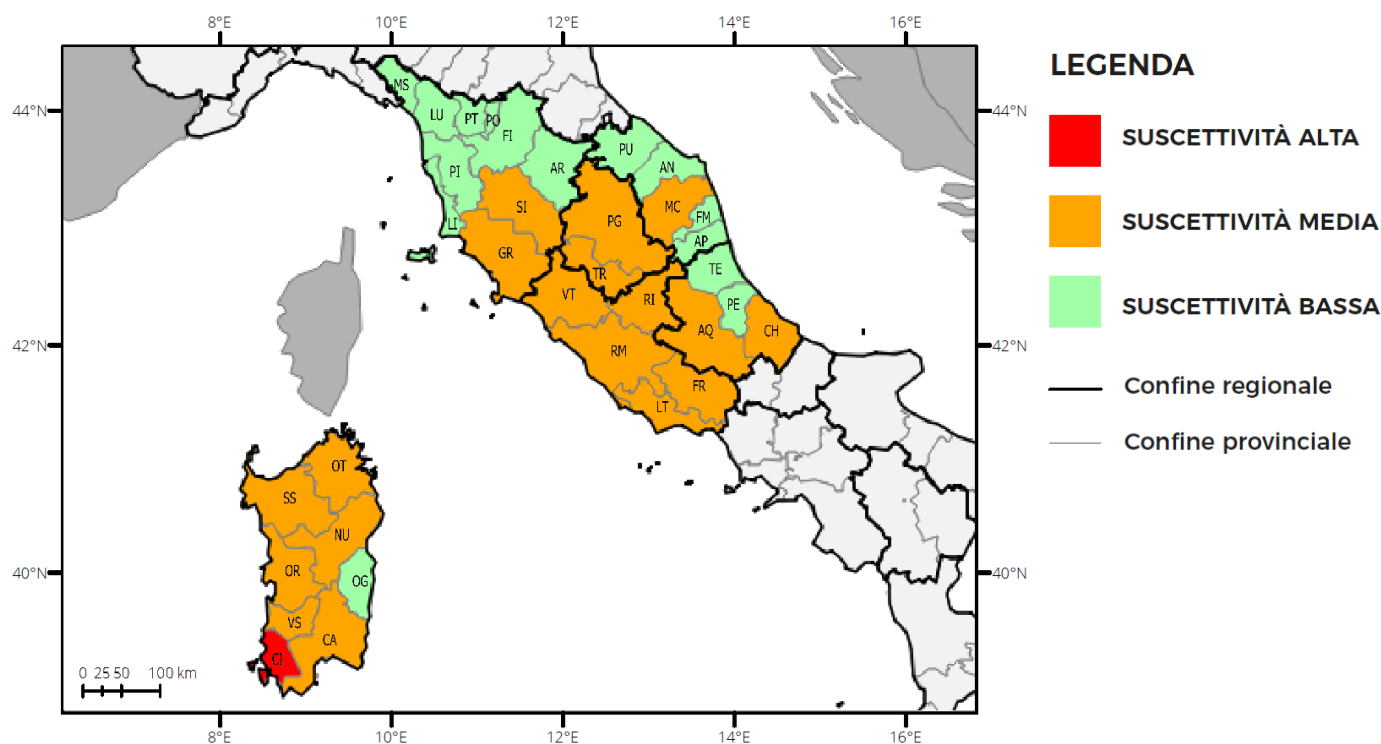 8°E 10°E 12°E 14°E 16°E
44°N 44°N
42°N 42°N
40°N 40°N
MS
LU PT PO
FI
PI AR
LI
SI
GR
PU
AN
MC
FM
AP
PG
TR
TE
PE
VT RI
AQ CH
RM
FR
LT
OT
SS
NU
OR
OG
VS
CA
CI
0 25 50 100 km
8°E 10°E 12°E 14°E 16°E
LEGENDA
SUSCETTIVITÀ ALTA
SUSCETTIVITÀ MEDIA
SUSCETTIVITÀ BASSA
Confine regionale
Confine provinciale